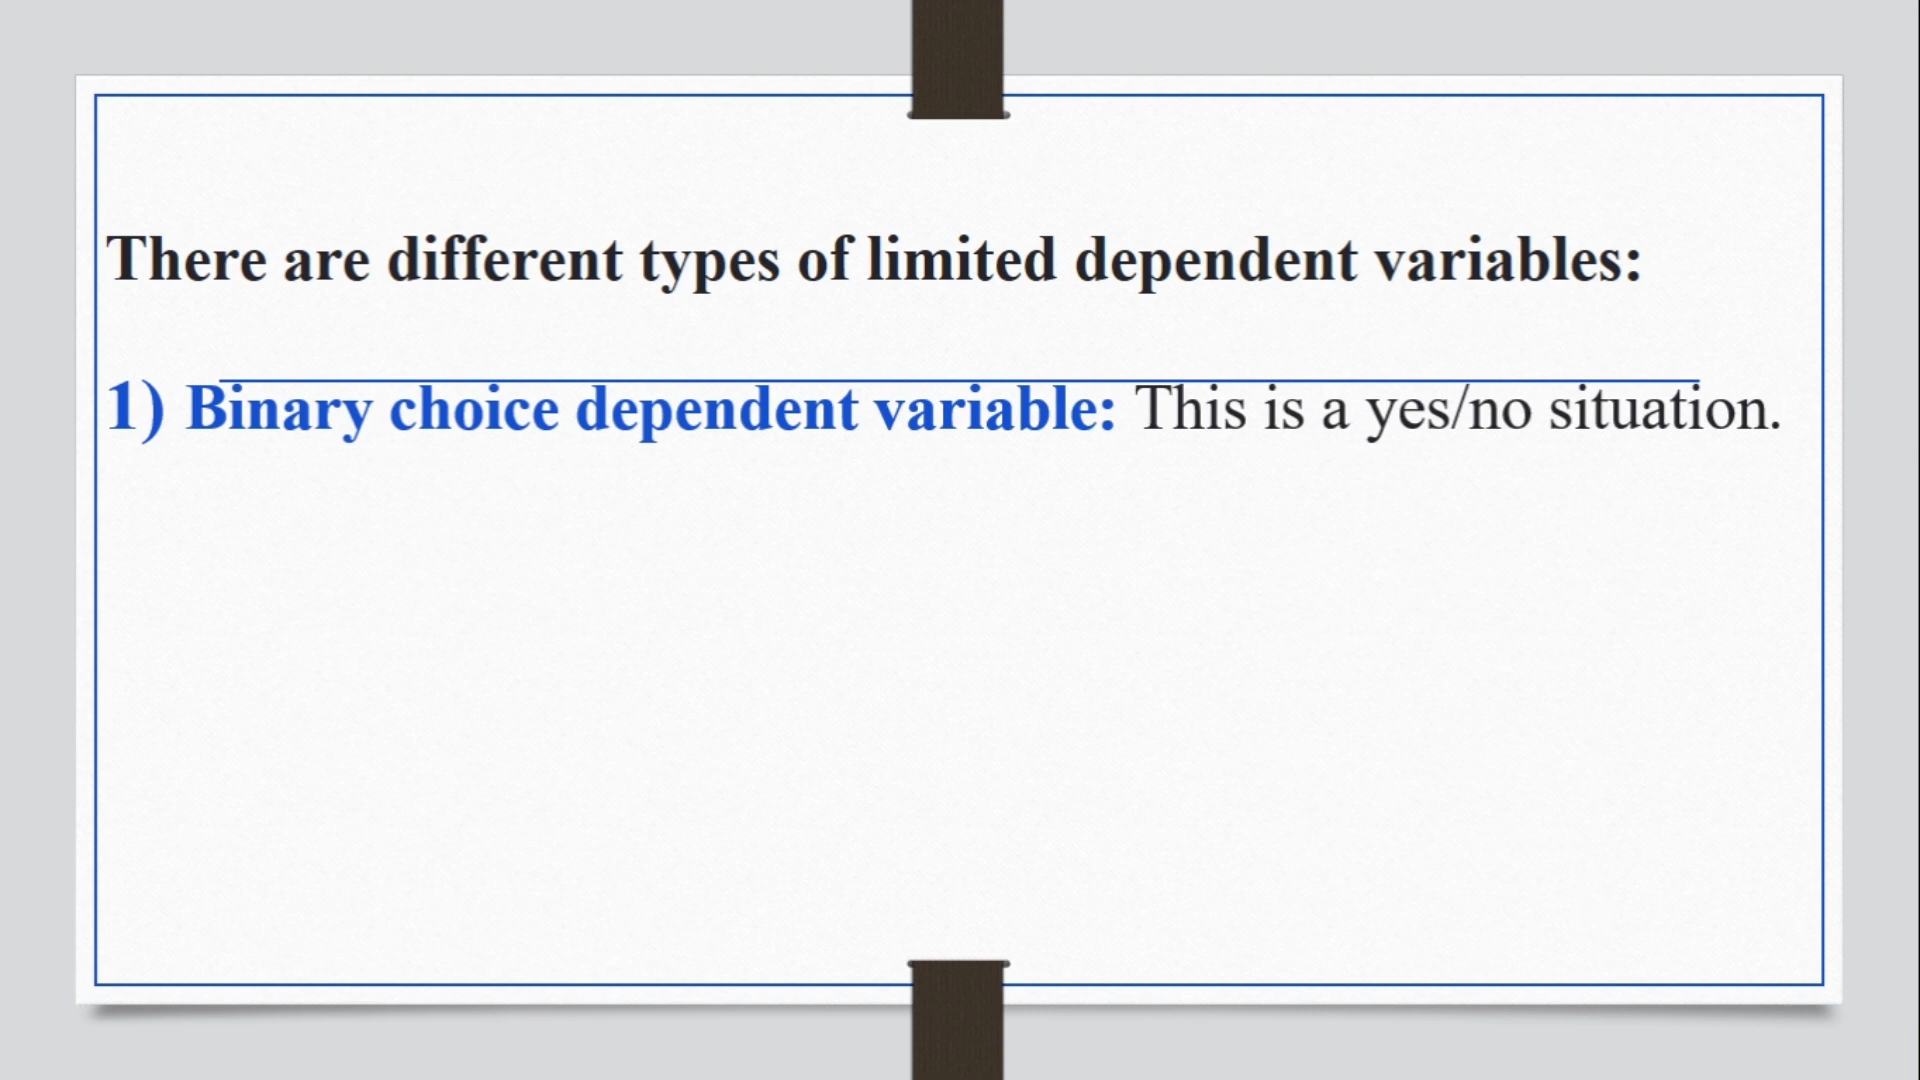 There are different types of limited dependent variables:
1) Binary choice dependent variable: This is a yes/no situation.